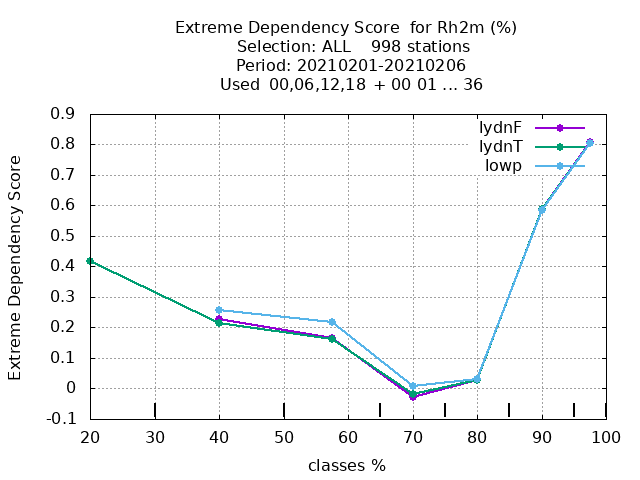 Extreme Dependency Score  for Rh2m (%)
Selection: ALL    998 stations
Period: 20210201-20210206
Used  00,06,12,18  + 00 01 ... 36
lydnF
lydnT
lowp
Extreme Dependency Score
0.9
0.8
0.7
0.6
0.5
0.4
0.3
0.2
0.1
0
-0.1
20 30 40 50 60 70 80 90 100
classes %